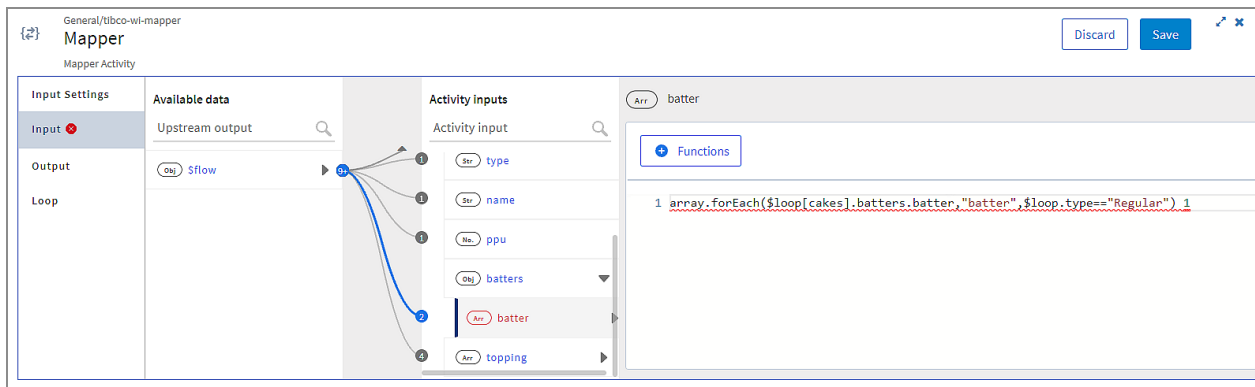 General/tibco-wi-mapper
Mapper
Mapper Activity
Discard
Save
Input Settings
Input
Output
Loop
Available data
Upstream output
Obj $flow
9+
Activity inputs
Activity input
1 Str type
1 Str name
1 No. ppu
Obj batters
2 Arr batter
4 Arr topping
Arr batter
Functions
1 array.forEach($loop[cakes].batters.batter,"batter",$loop.type=="Regular") 1